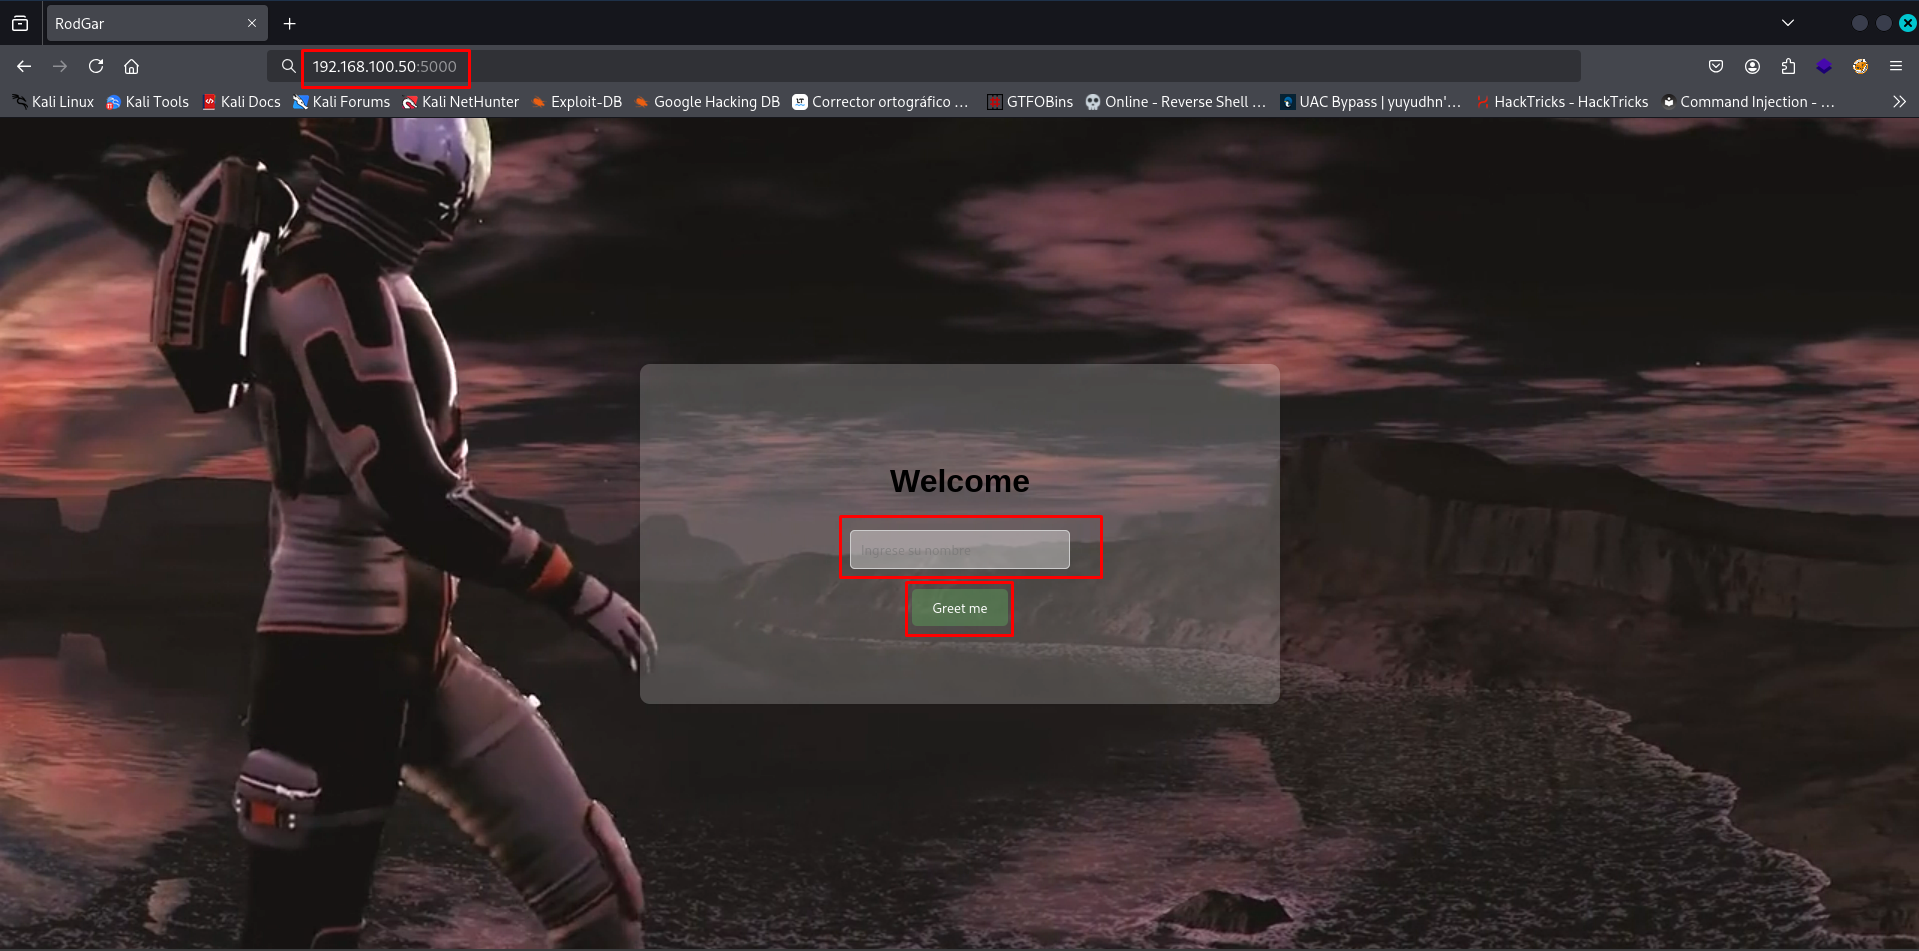 RodGar
192.168.100.50:5000
Kali Linux Kali Tools Kali Docs Kali Forums Kali NetHunter Exploit-DB Google Hacking DB Corrector ortográfico … GTFOBins Online - Reverse Shell … UAC Bypass | yuyudhn'… HackTricks - HackTricks Command Injection - …
Welcome
Ingrese su nombre
Greet me